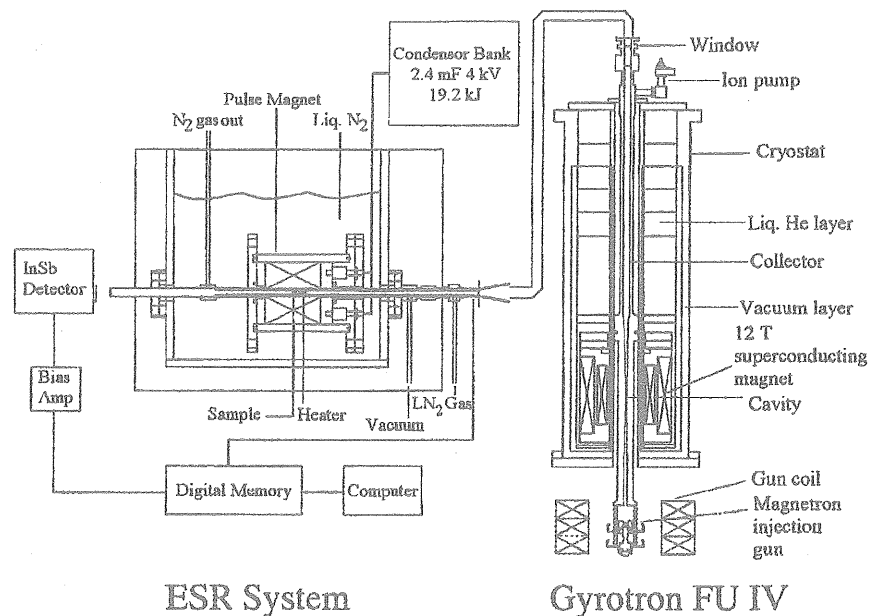 Condensor Bank
2.4 mF 4 kV
19.2 kJ
Pulse Magnet
N2 gas out
Liq. N2
InSb
Detector
Bias
Amp
Sample
Heater
Vacuum
LN2
Gas
Digital Memory
Computer
ESR System
Window
Ion pump
Cryostat
Liq. He layer
Collector
Vacuum layer
12 T
superconducting
magnet
Cavity
Gun coil
Magnetron
injection
gun
Gyrotron FU IV